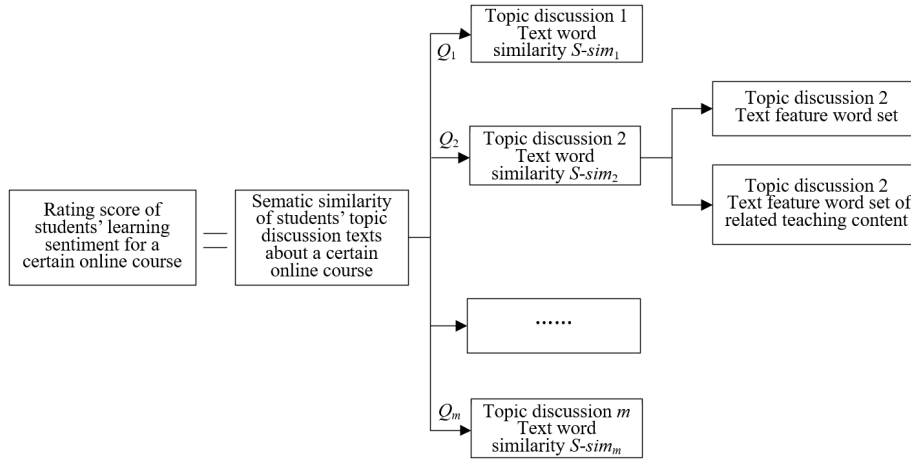 Rating score of
students' learning
sentiment for a
certain online course
Sematic similarity
of students' topic
discussion texts
about a certain
online course
Q1
Topic discussion 1
Text word
similarity S-sim1
Q2
Topic discussion 2
Text word
similarity S-sim2
Topic discussion 2
Text feature word set
Topic discussion 2
Text feature word set of
related teaching content
......
Qm
Topic discussion m
Text word
similarity S-simm